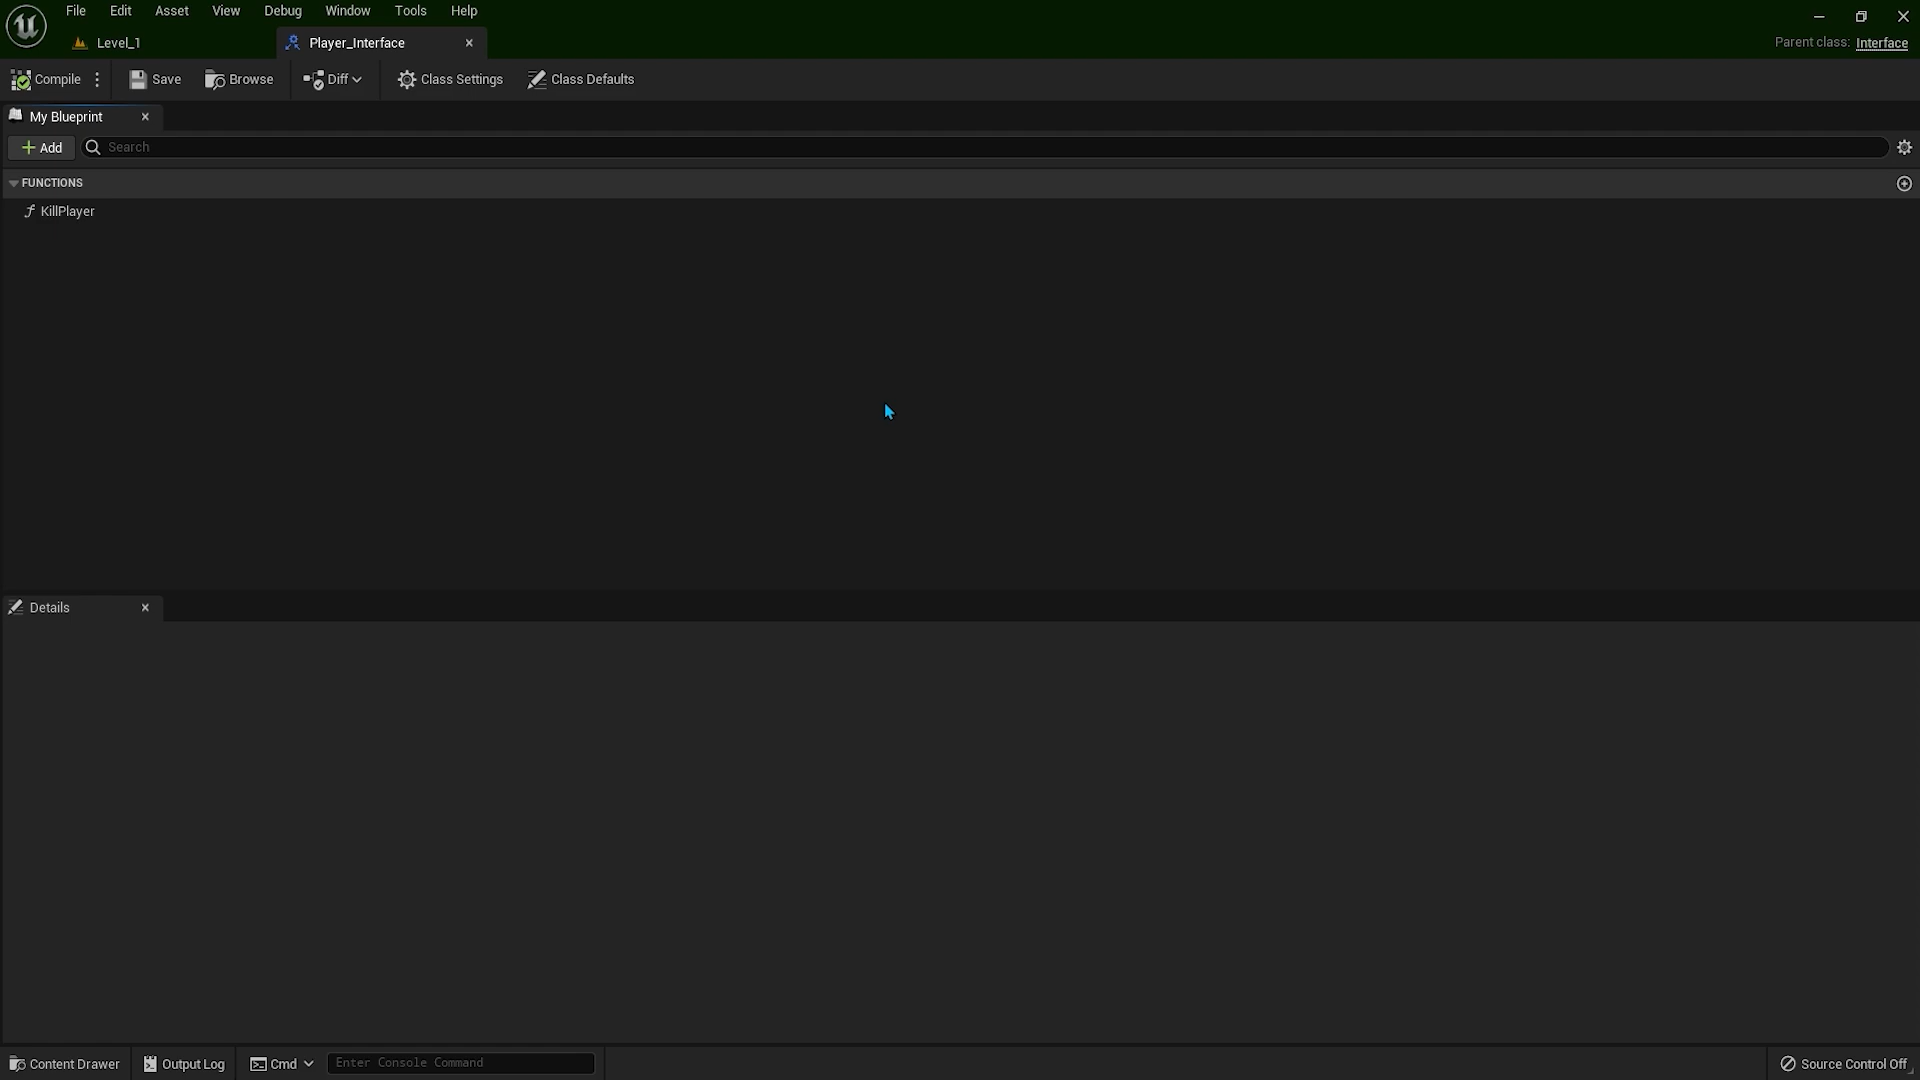 File Edit Asset View Debug Window Tools Help
Level_1 Player_Interface Parent class: Interface
Compile Save Browse Diff Class Settings Class Defaults
My Blueprint
+ Add Search
FUNCTIONS
f KillPlayer
Details
Content Drawer Output Log Cmd Enter Console Command Source Control Off